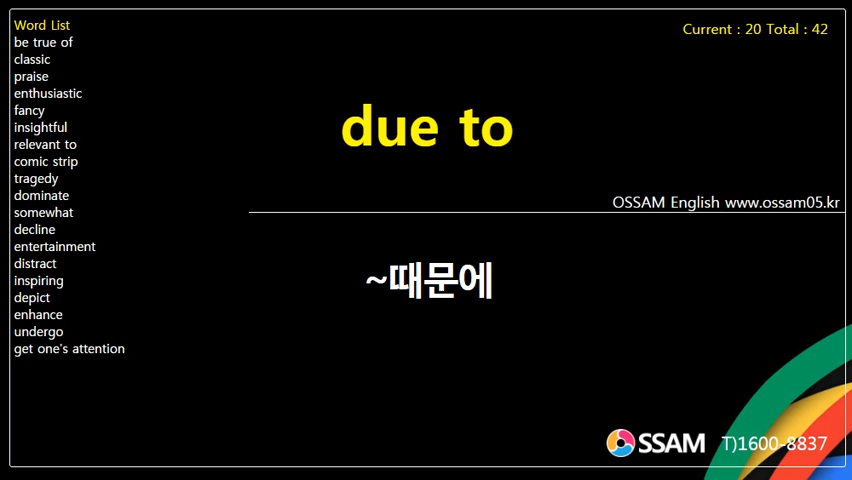 Word List
be true of
classic
praise
enthusiastic
fancy
insightful
relevant to
comic strip
tragedy
dominate
somewhat
decline
entertainment
distract
inspiring
depict
enhance
undergo
get one's attention
Current : 20 Total : 42
due to
OSSAM English www.ossam05.kr
~때문에
OSSAM T)1600-8837